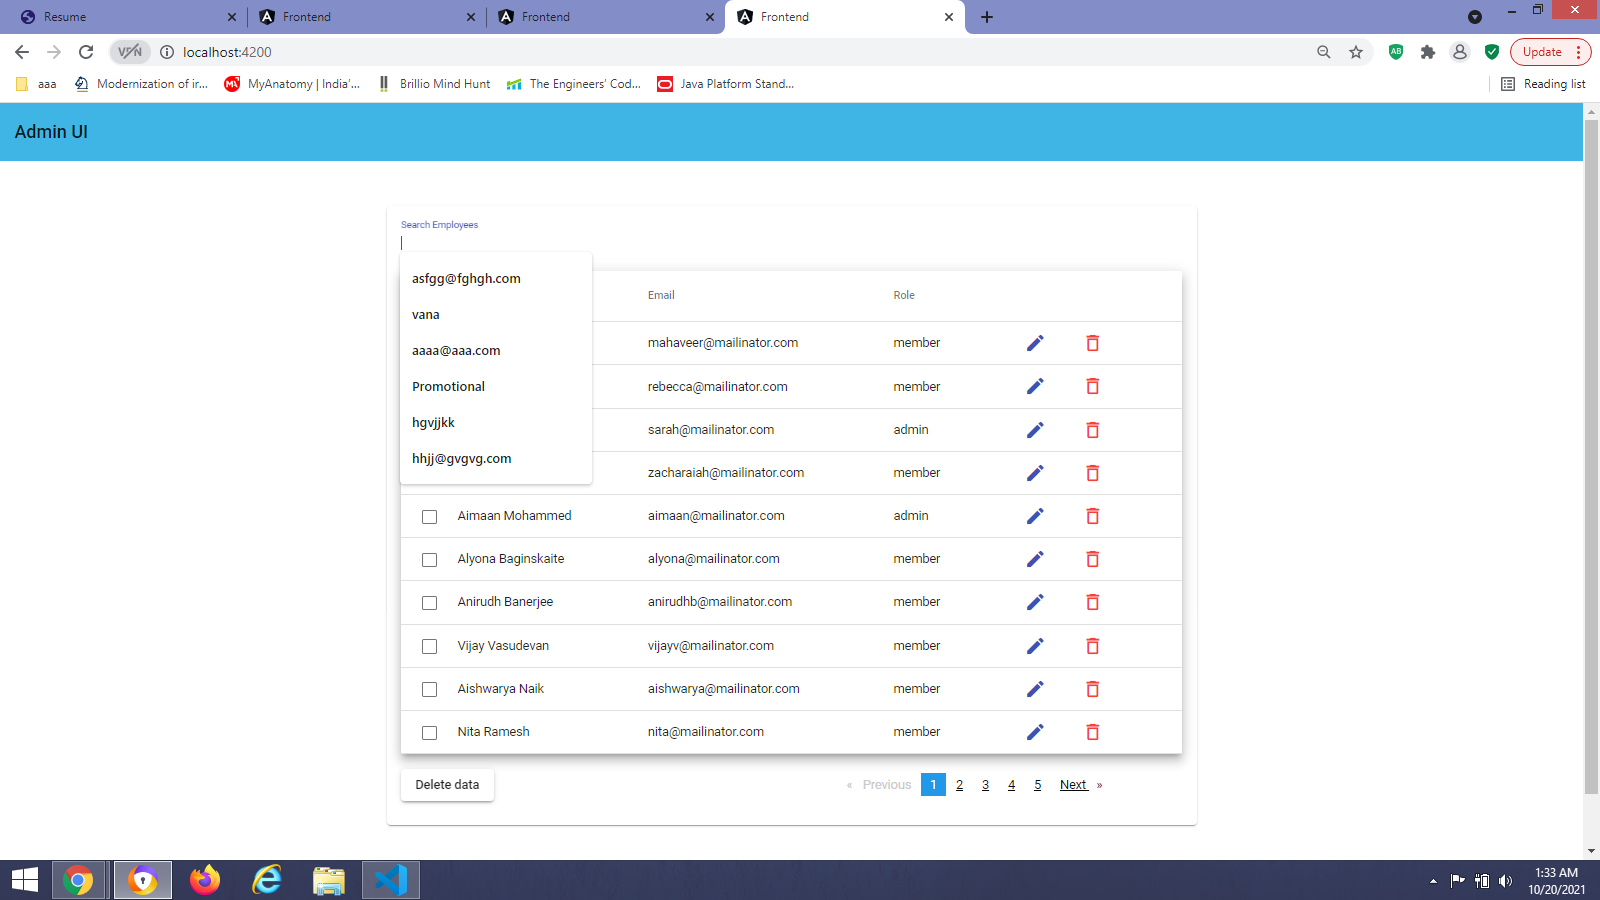 Resume
Frontend
Frontend
Frontend
VPN
localhost:4200
AB
Update
aaa
Modernization of ir...
MyAnatomy | India'...
Brillio Mind Hunt
The Engineers' Cod...
Java Platform Stand...
Reading list
Admin UI
Search Employees
asfgg@fghgh.com
vana
aaaa@aaa.com
Promotional
hgvjjkk
hhjj@gvgvg.com
Email Role
mahaveer@mailinator.com member
rebecca@mailinator.com member
sarah@mailinator.com admin
zacharaiah@mailinator.com member
Aimaan Mohammed aimaan@mailinator.com admin
Alyona Baginskaite alyona@mailinator.com member
Anirudh Banerjee anirudhb@mailinator.com member
Vijay Vasudevan vijayv@mailinator.com member
Aishwarya Naik aishwarya@mailinator.com member
Nita Ramesh nita@mailinator.com member
Delete data
« Previous 1 2 3 4 5 Next »
1:33 AM
10/20/2021